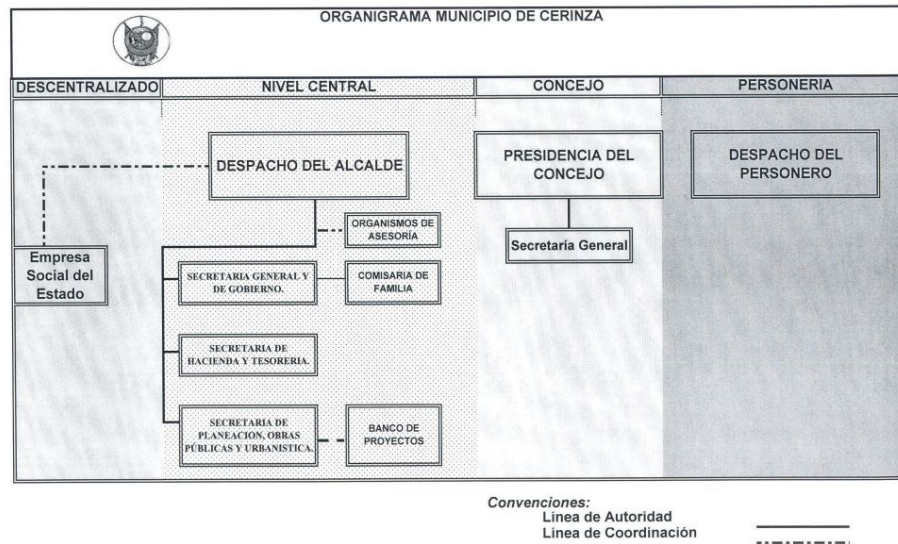 ORGANIGRAMA MUNICIPIO DE CERINZA
DESCENTRALIZADO
NIVEL CENTRAL
CONCEJO
PERSONERIA
DESPACHO DEL ALCALDE
PRESIDENCIA DEL
CONCEJO
DESPACHO DEL
PERSONERO
ORGANISMOS DE
ASESORÍA
Secretaría General
Empresa
Social del
Estado
SECRETARIA GENERAL Y
DE GOBIERNO.
COMISARIA DE
FAMILIA
SECRETARIA DE
HACIENDA Y TESORERIA.
SECRETARIA DE
PLANEACION, OBRAS
PÚBLICAS Y URBANISTICA.
BANCO DE
PROYECTOS
Convenciones:
Linea de Autoridad
Linea de Coordinación